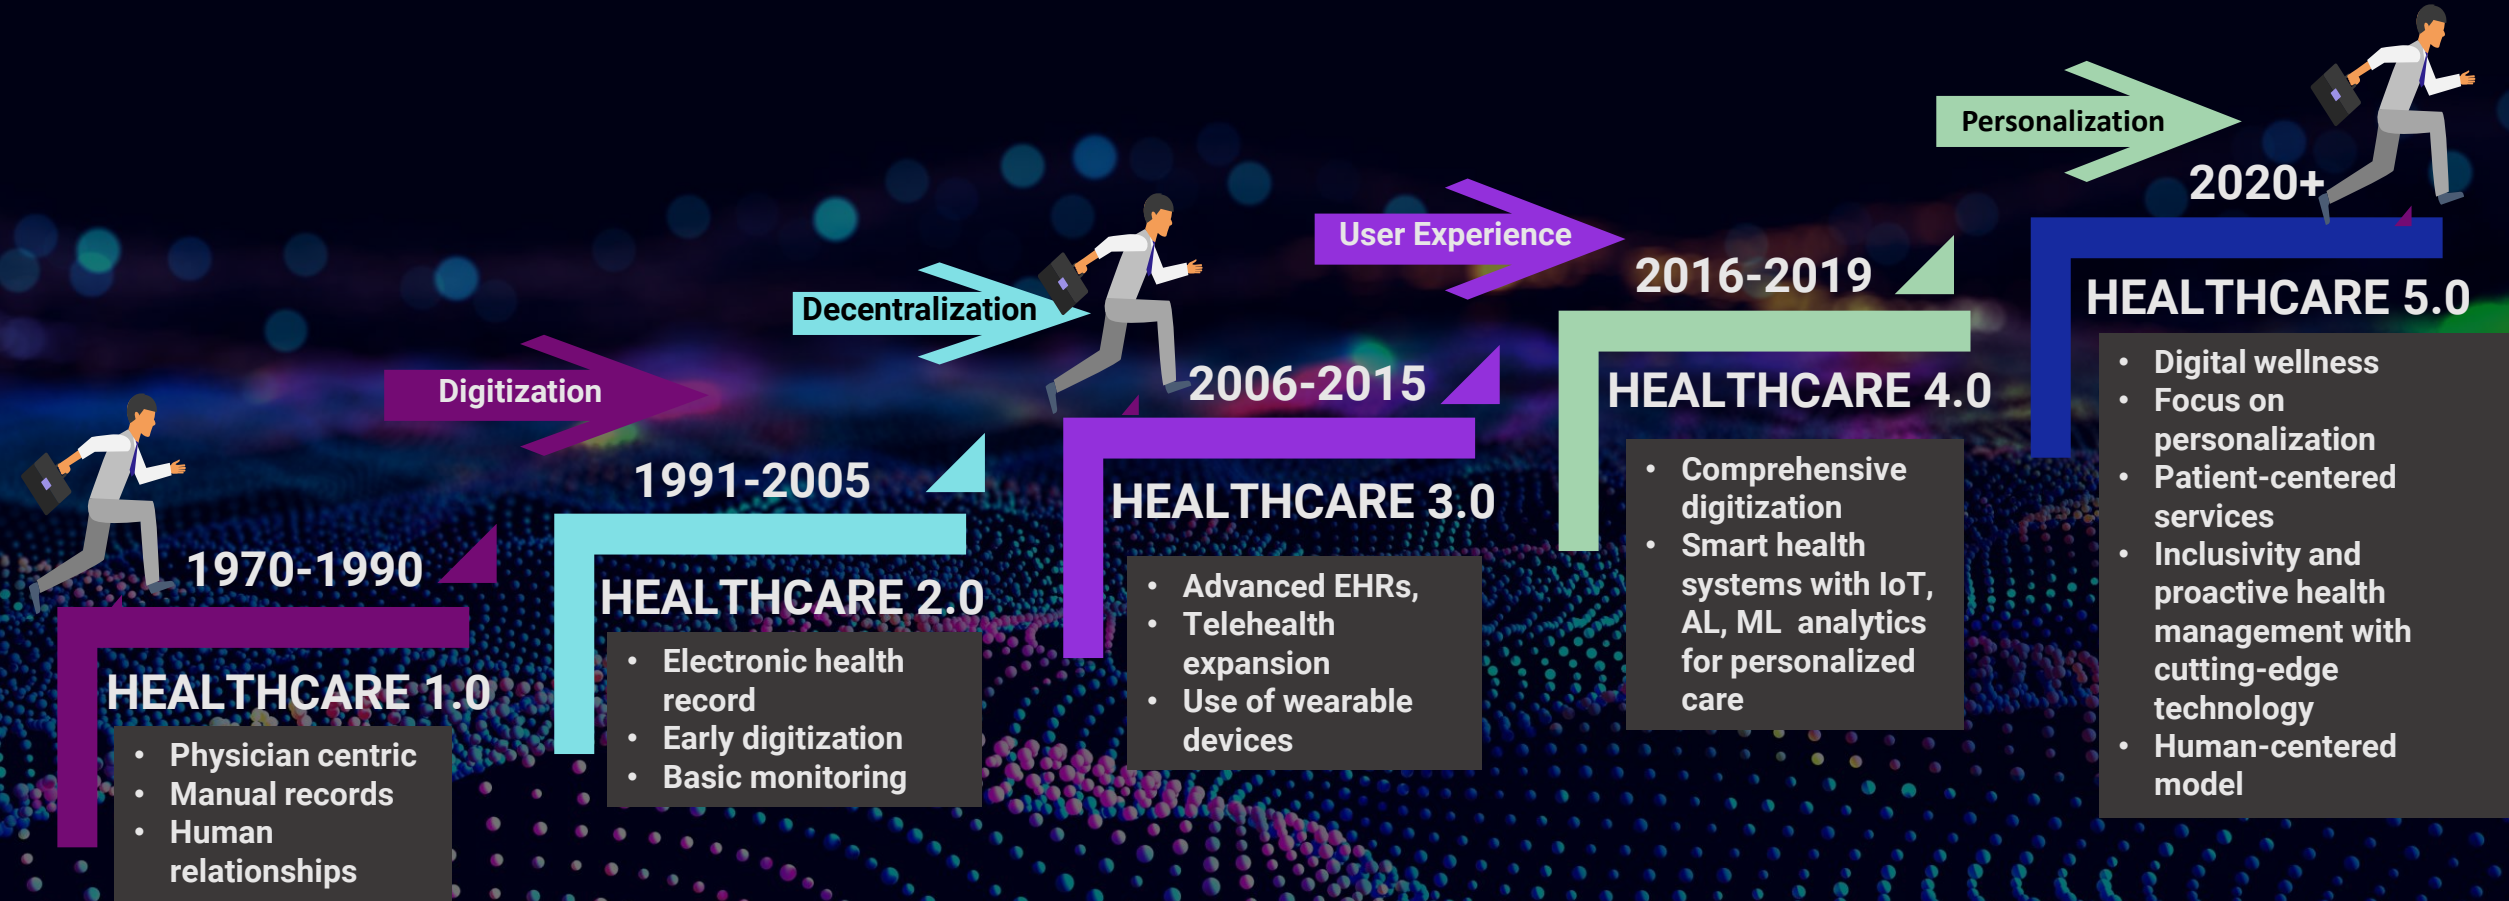 1970-1990
HEALTHCARE 1.0
• Physician centric
• Manual records
• Human
relationships
Digitization
1991-2005
HEALTHCARE 2.0
• Electronic health
record
• Early digitization
• Basic monitoring
Decentralization
2006-2015
HEALTHCARE 3.0
• Advanced EHRs,
• Telehealth
expansion
• Use of wearable
devices
User Experience
2016-2019
HEALTHCARE 4.0
• Comprehensive
digitization
• Smart health
systems with IoT,
AL, ML analytics
for personalized
care
Personalization
2020+
HEALTHCARE 5.0
• Digital wellness
• Focus on
personalization
• Patient-centered
services
• Inclusivity and
proactive health
management with
cutting-edge
technology
• Human-centered
model